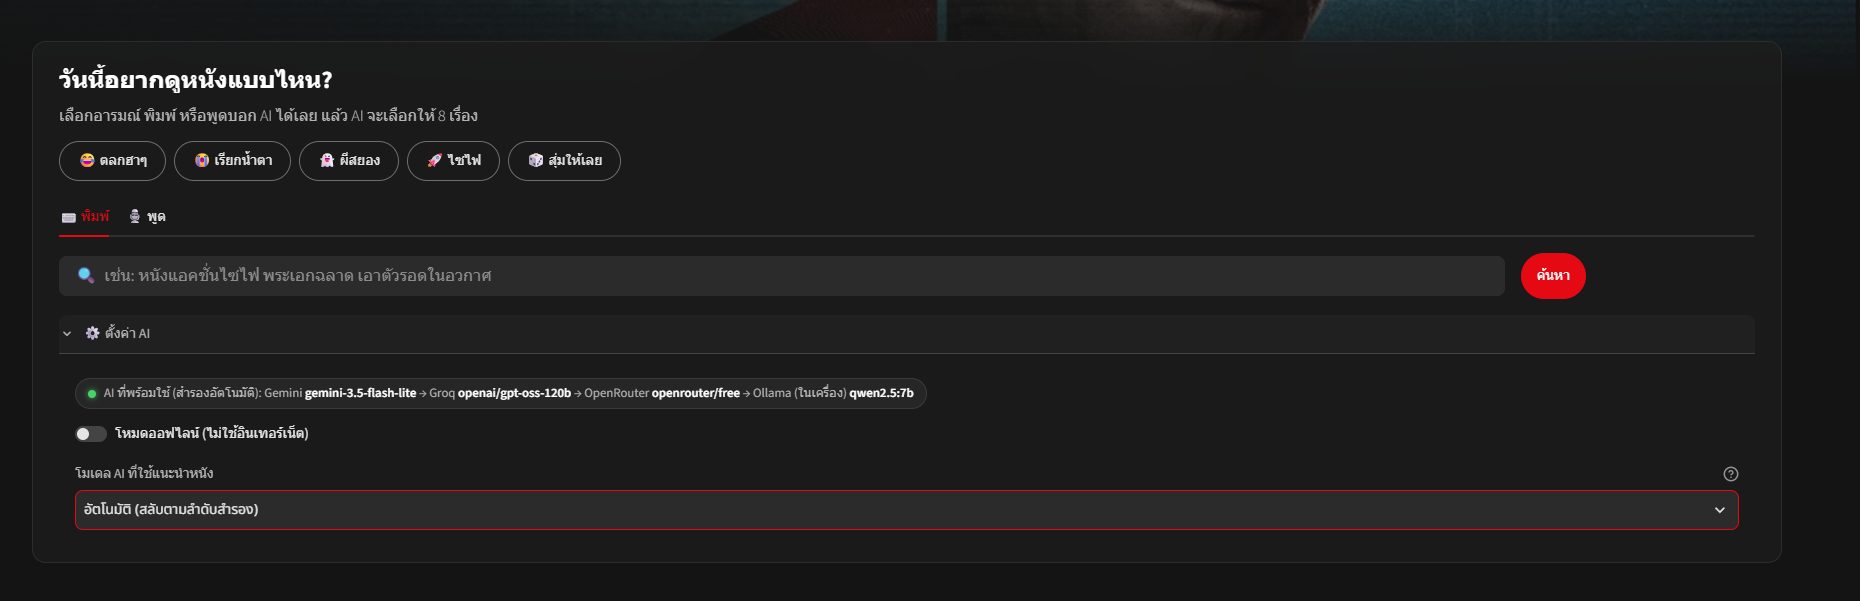 วันนี้อยากดูหนังแบบไหน?
เลือกอารมณ์ พิมพ์ หรือพูดบอก AI ได้เลย แล้ว AI จะเลือกให้ 8 เรื่อง
😂 ตลกฮาๆ 😭 เรียกน้ำตา 👻 ผีสยอง 🚀 ไซไฟ 🎲 สุ่มให้เลย
⌨️ พิมพ์ 🎙️ พูด
🔍 เช่น: หนังแอคชั่นไซไฟ พระเอกฉลาด เอาตัวรอดในอวกาศ ค้นหา
⚙️ ตั้งค่า AI
AI ที่พร้อมใช้ (สำรองอัตโนมัติ): Gemini gemini-3.5-flash-lite → Groq openai/gpt-oss-120b → OpenRouter openrouter/free → Ollama (ในเครื่อง) qwen2.5:7b
โหมดออฟไลน์ (ไม่ใช้อินเทอร์เน็ต)
โมเดล AI ที่ใช้แนะนำหนัง
อัตโนมัติ (สลับตามลำดับสำรอง)